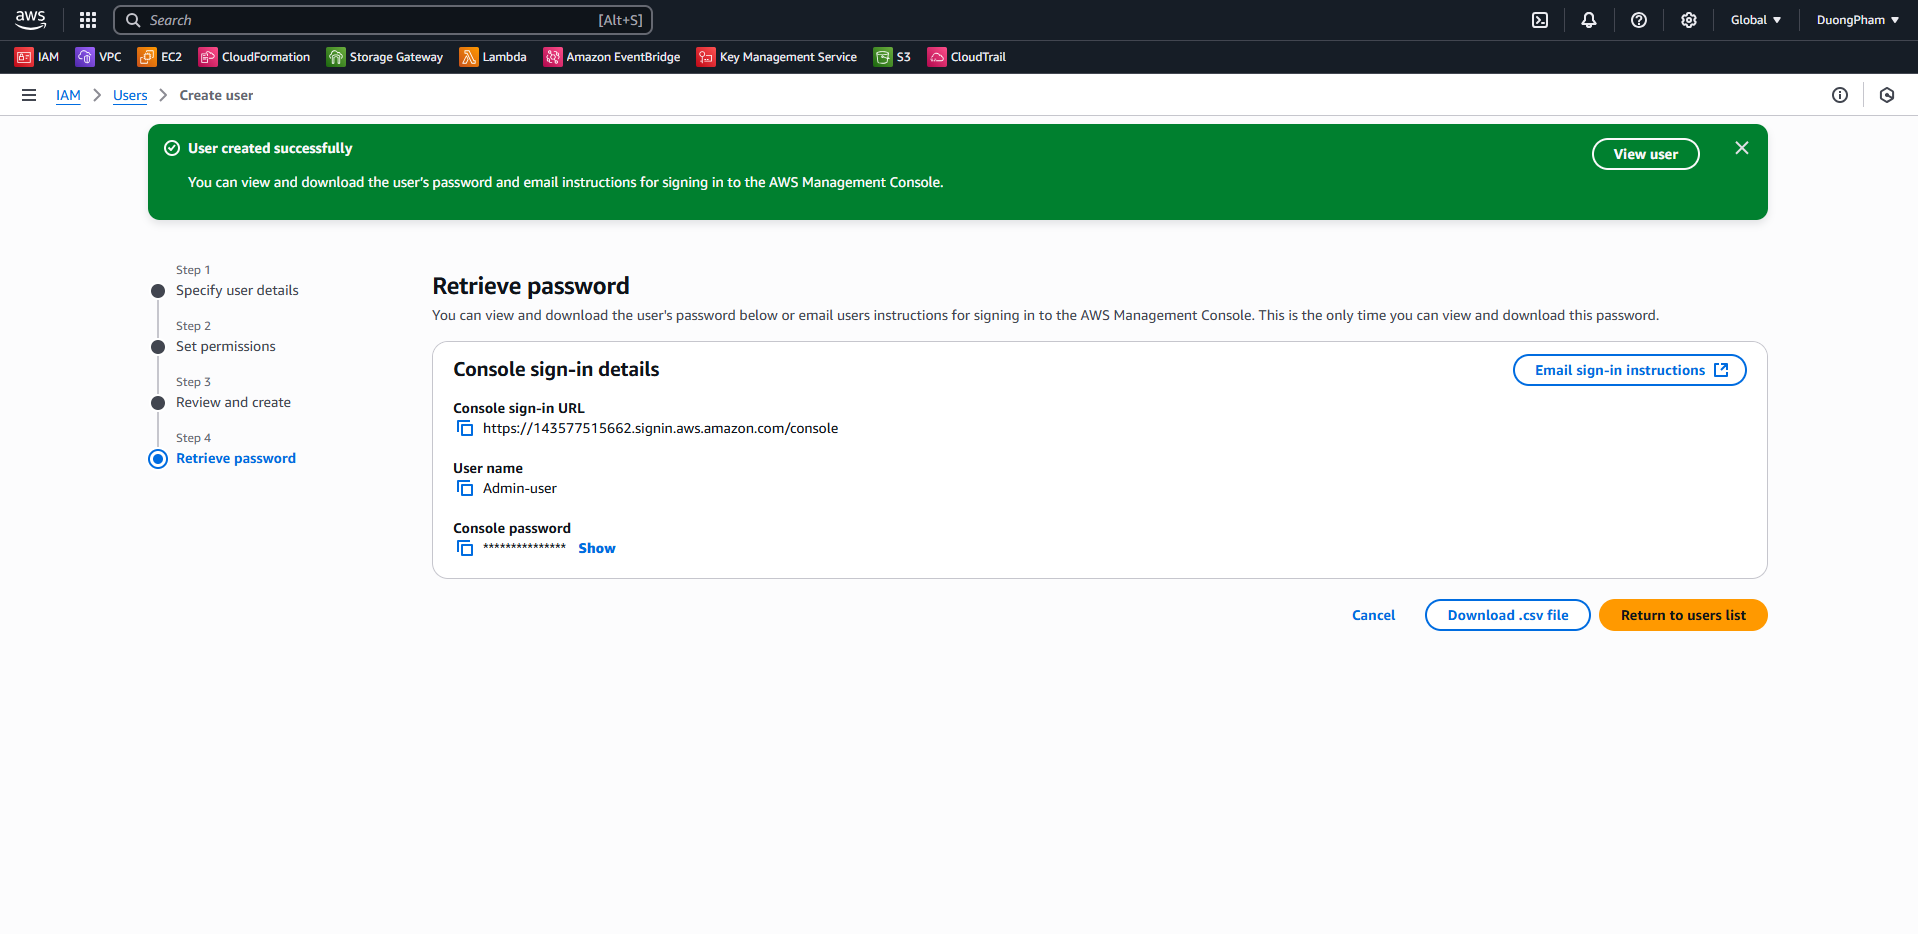 aws
Search [Alt+S]
Global ▼
DuongPham ▼
IAM VPC EC2 CloudFormation Storage Gateway Lambda Amazon EventBridge Key Management Service S3 CloudTrail
IAM > Users > Create user
User created successfully
You can view and download the user's password and email instructions for signing in to the AWS Management Console.
View user
Step 1
Specify user details
Step 2
Set permissions
Step 3
Review and create
Step 4
Retrieve password
Retrieve password
You can view and download the user's password below or email users instructions for signing in to the AWS Management Console. This is the only time you can view and download this password.
Console sign-in details
Email sign-in instructions
Console sign-in URL
https://143577515662.signin.aws.amazon.com/console
User name
Admin-user
Console password
*************** Show
Cancel
Download .csv file
Return to users list